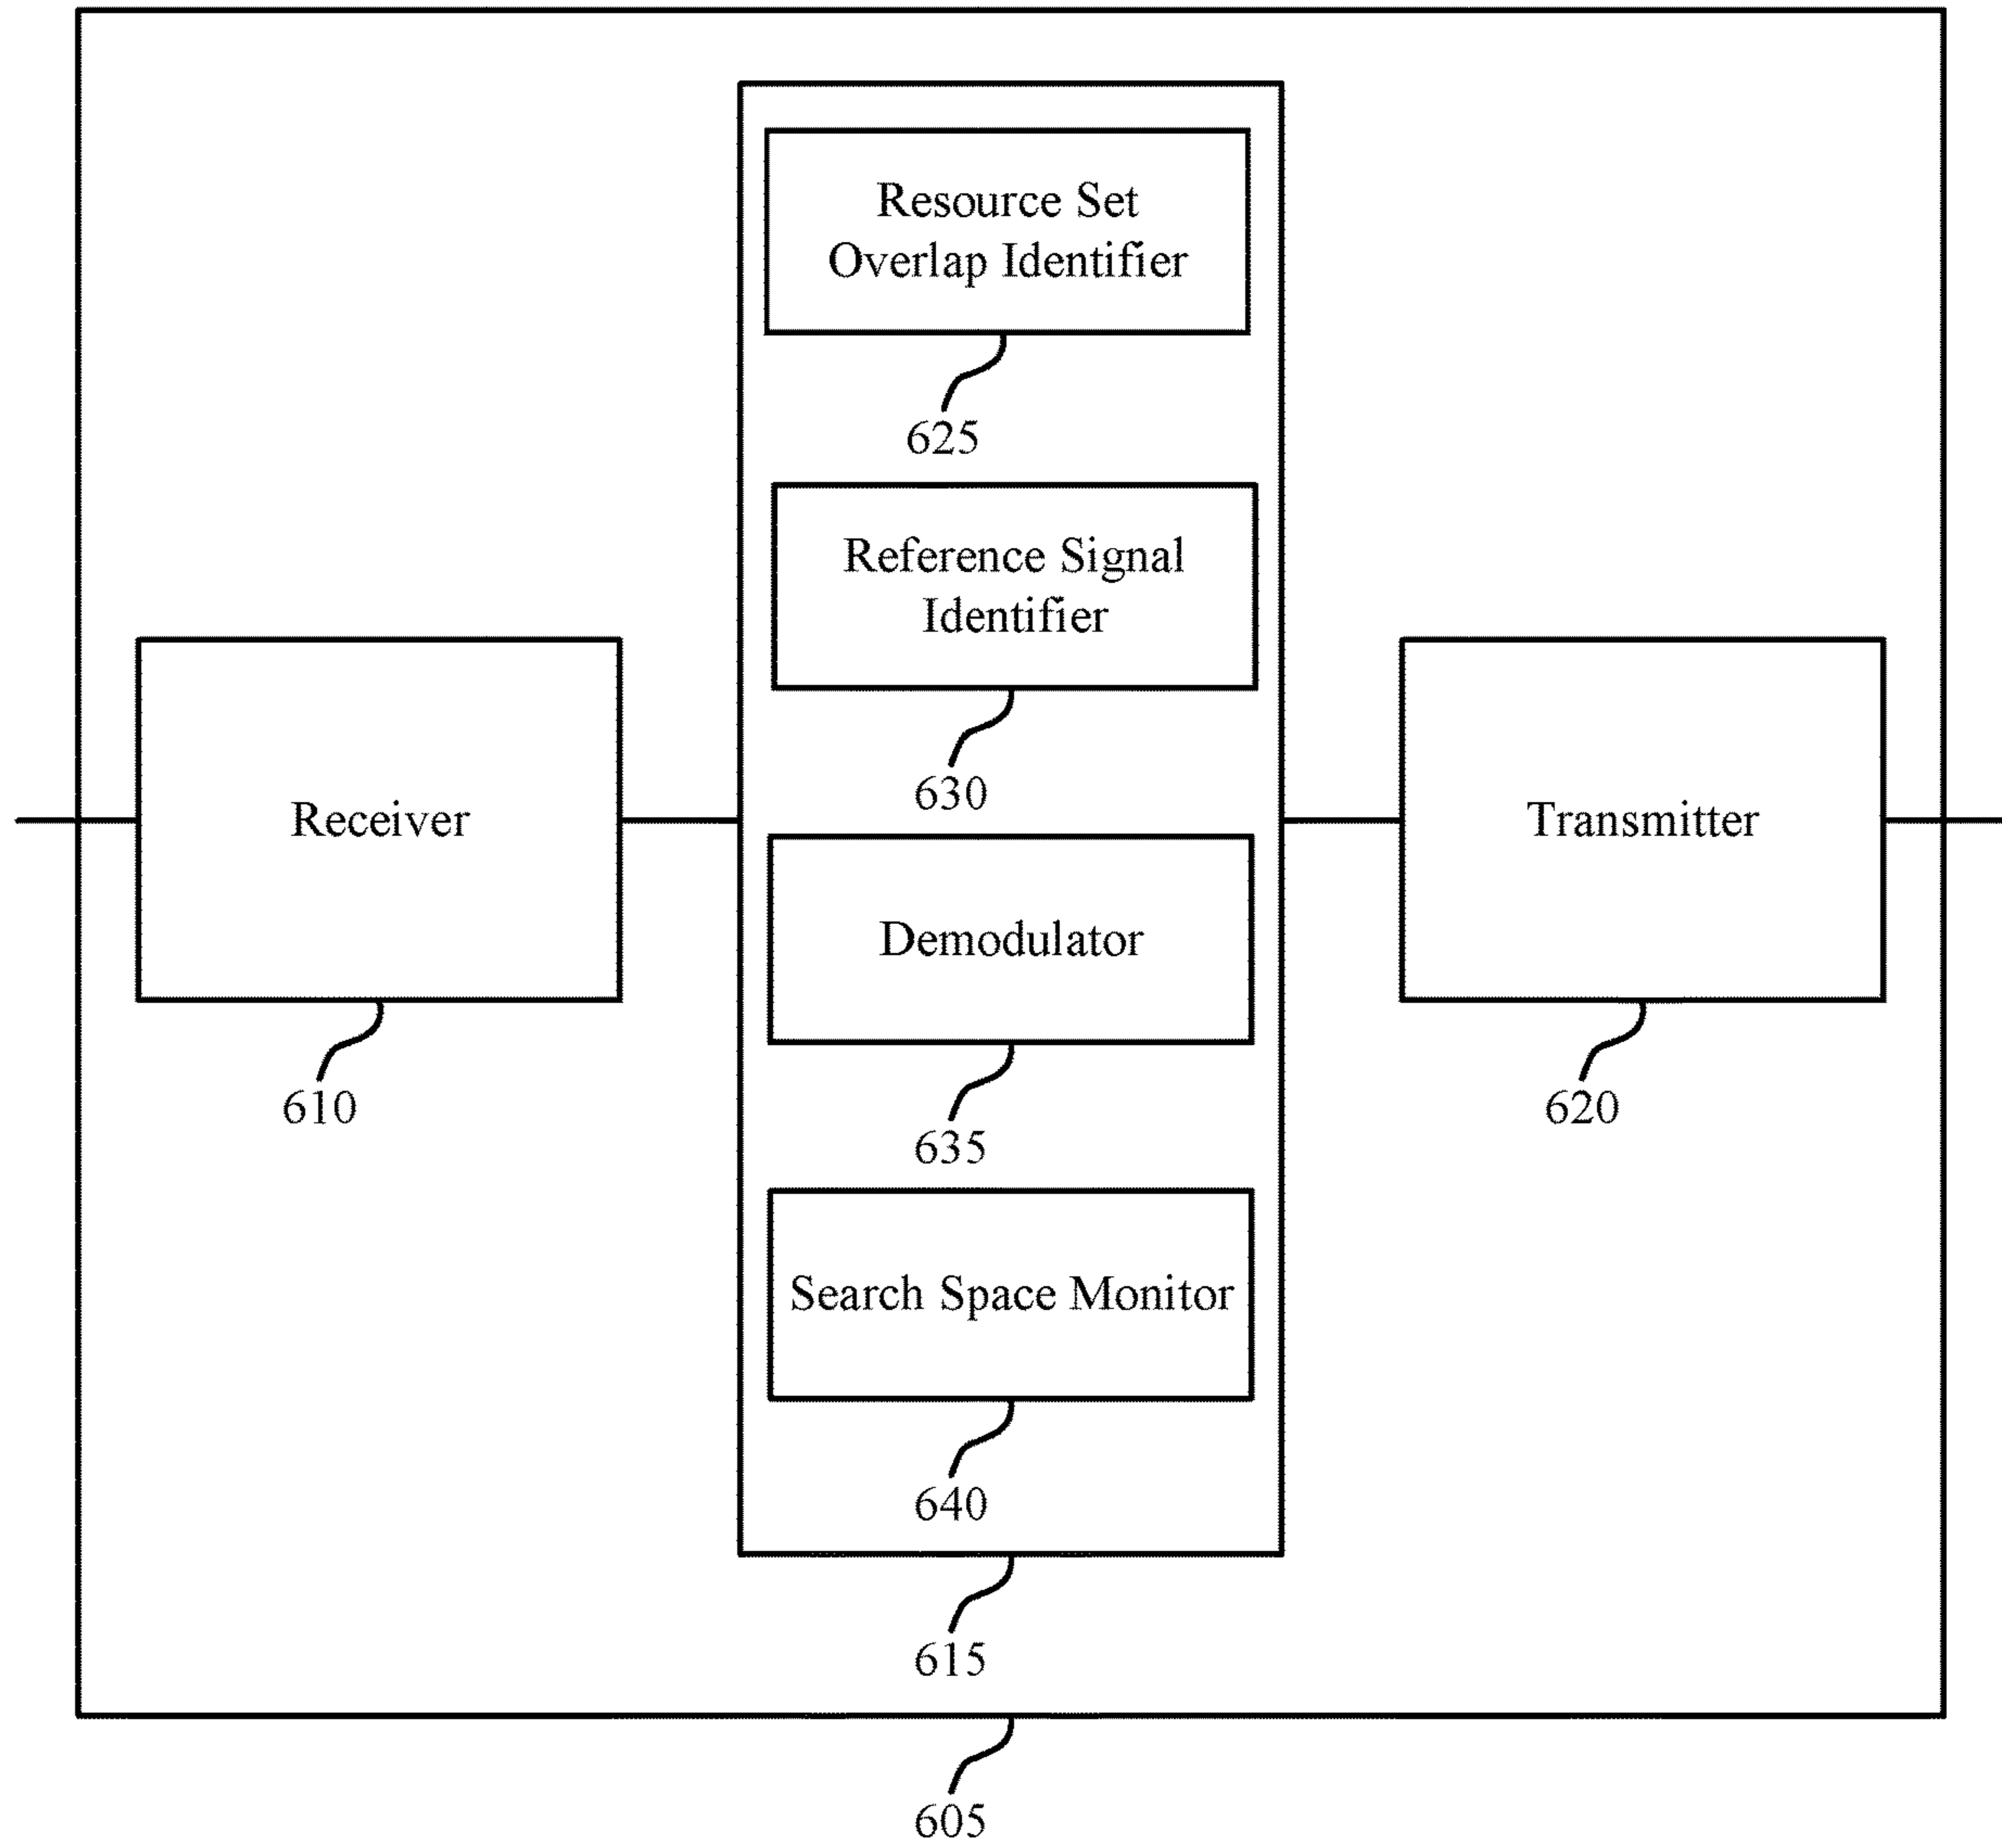 Resource Set
Overlap Identifier
625
Reference Signal
Identifier
630
Receiver
610
Demodulator
635
Search Space Monitor
640
615
Transmitter
620
605